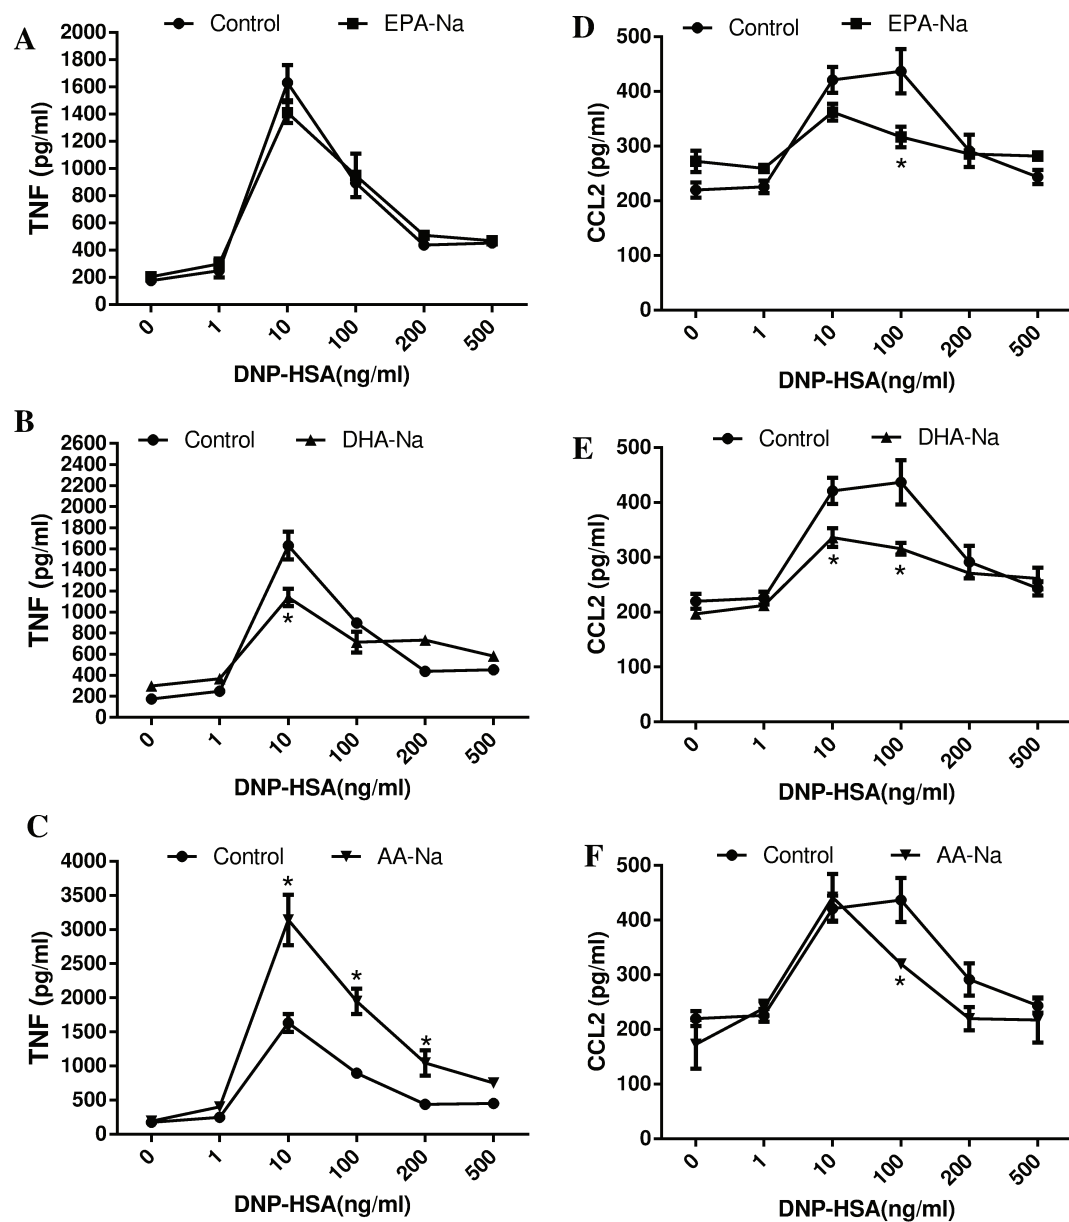 A
Control EPA-Na
TNF (pg/ml)
2000
1800
1600
1400
1200
1000
800
600
400
200
0
0 1 10 100 200 500
DNP-HSA(ng/ml)
D
Control EPA-Na
CCL2 (pg/ml)
500
400
300
200
100
0
*
0 1 10 100 200 500
DNP-HSA(ng/ml)
B
Control DHA-Na
TNF (pg/ml)
2600
2400
2200
2000
1800
1600
1400
1200
1000
800
600
400
200
0
*
0 1 10 100 200 500
DNP-HSA(ng/ml)
E
Control DHA-Na
CCL2 (pg/ml)
500
400
300
200
100
0
* *
0 1 10 100 200 500
DNP-HSA(ng/ml)
C
Control AA-Na
TNF (pg/ml)
4000
3500
3000
2500
2000
1500
1000
500
0
* * *
0 1 10 100 200 500
DNP-HSA(ng/ml)
F
Control AA-Na
CCL2 (pg/ml)
500
400
300
200
100
0
*
0 1 10 100 200 500
DNP-HSA(ng/ml)